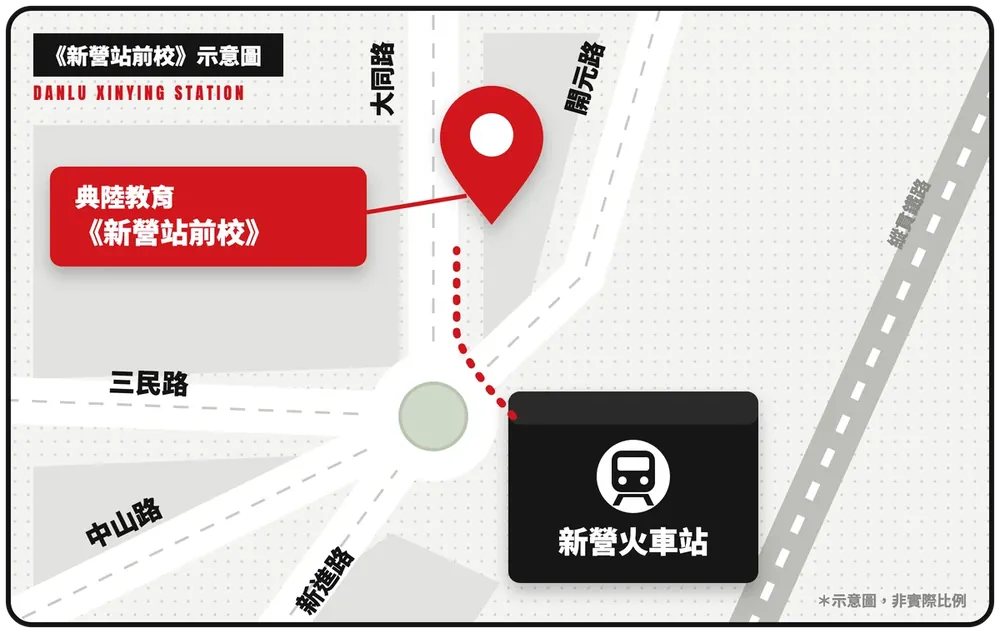 《新營站前校》示意圖
DANLU XINYING STATION
大同路
開元路
典陸教育
《新營站前校》
縱貫鐵路
三民路
中山路
新進路
新營火車站
＊示意圖，非實際比例